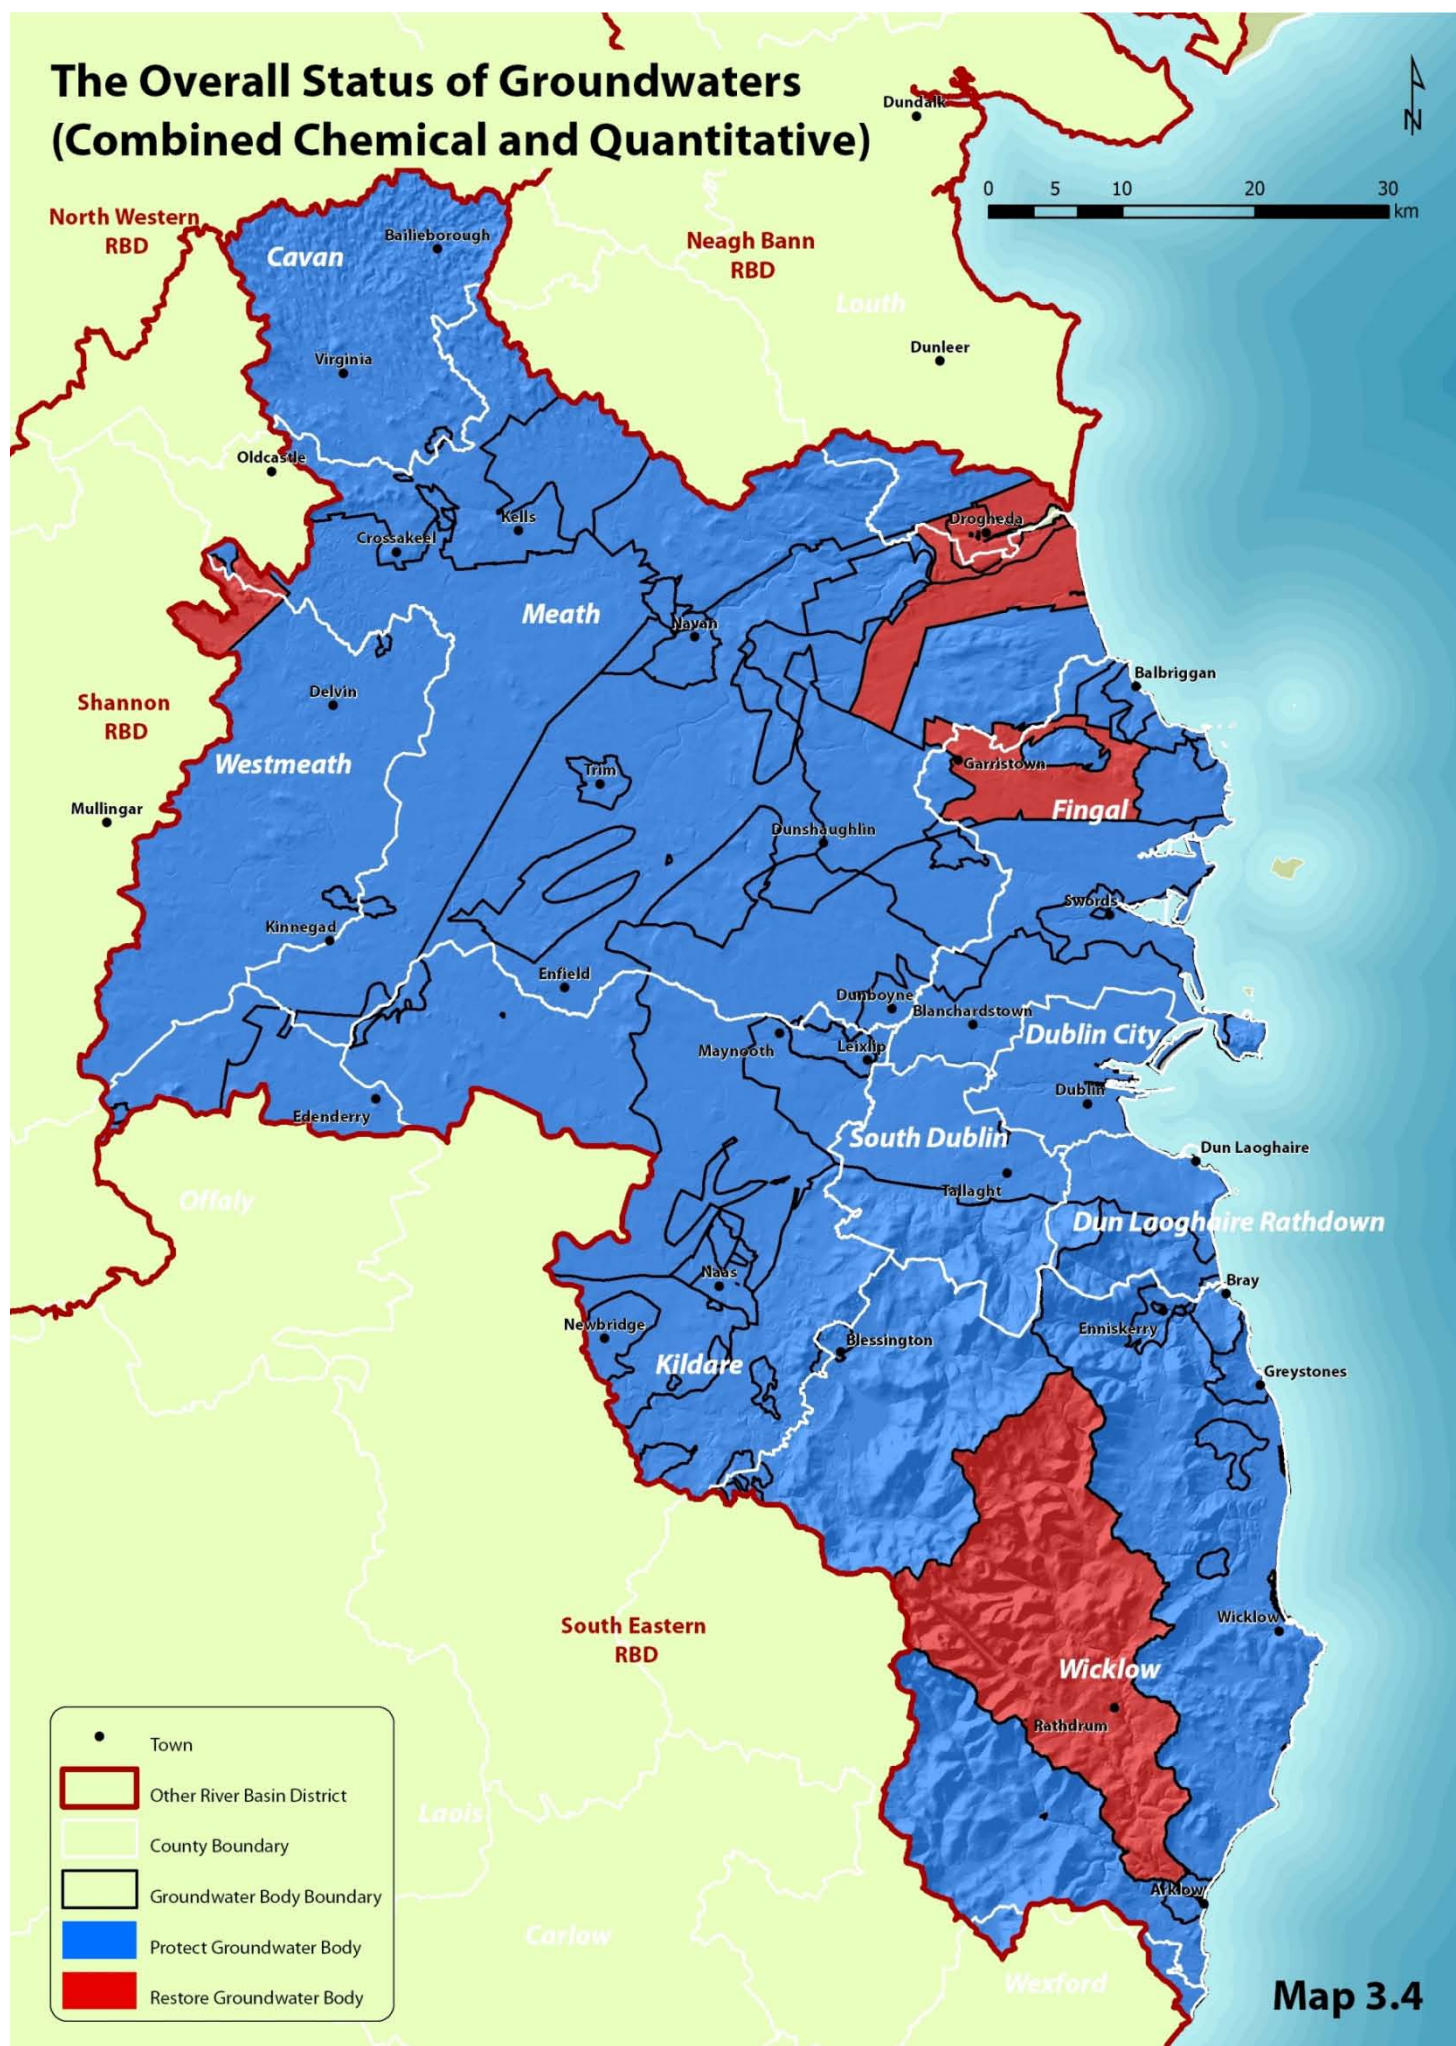 The Overall Status of Groundwaters
(Combined Chemical and Quantitative)
Dundalk
N
0 5 10 20 30
km
North Western
RBD
Cavan
Bailieborough
Neagh Bann
RBD
Louth
Dunleer
Virginia
Oldcastle
Kells
Crossakeel
Drogheda
Meath
Navan
Balbriggan
Delvin
Shannon
RBD
Westmeath
Trim
Garristown
Fingal
Mullingar
Dunshaughlin
Swords
Kinnegad
Enfield
Dunboyne
Blanchardstown
Dublin City
Maynooth
Leixlip
Dublin
Edenderry
South Dublin
Dun Laoghaire
Tallaght
Offaly
Dun Laoghaire Rathdown
Naas
Bray
Newbridge
Enniskerry
Blessington
Kildare
Greystones
Wicklow
South Eastern
RBD
Wicklow
Rathdrum
Laois
Arklow
Carlow
Wexford
Town
Other River Basin District
County Boundary
Groundwater Body Boundary
Protect Groundwater Body
Restore Groundwater Body
Map 3.4